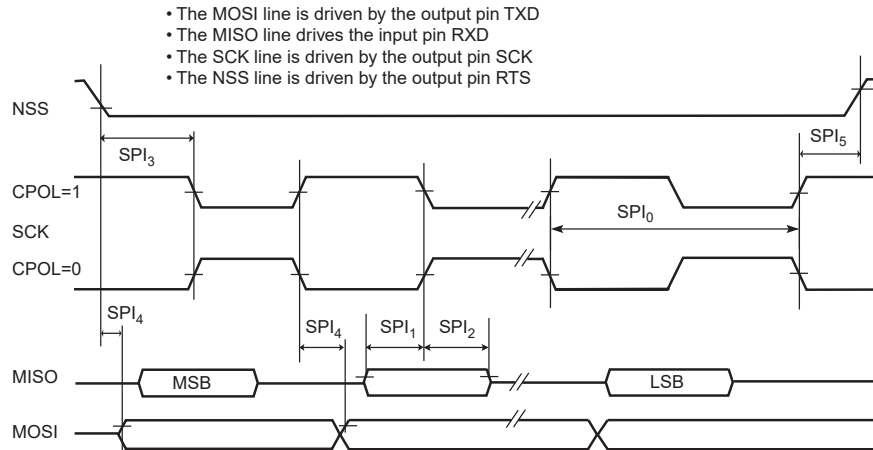 • The MOSI line is driven by the output pin TXD
• The MISO line drives the input pin RXD
• The SCK line is driven by the output pin SCK
• The NSS line is driven by the output pin RTS
NSS
SPI3
SPI5
CPOL=1
SCK
SPI0
CPOL=0
SPI4
SPI4
SPI1
SPI2
MISO
MSB
LSB
MOSI